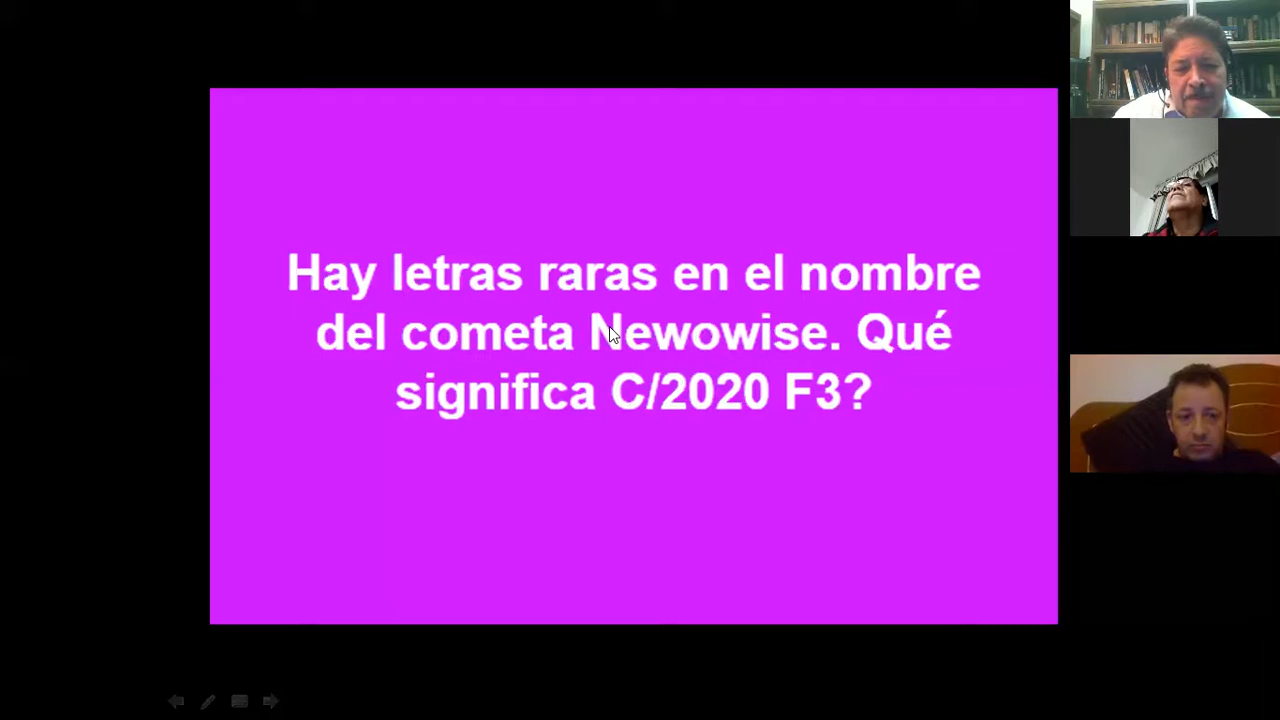 Hay letras raras en el nombre
del cometa Newowise. Qué
significa C/2020 F3?